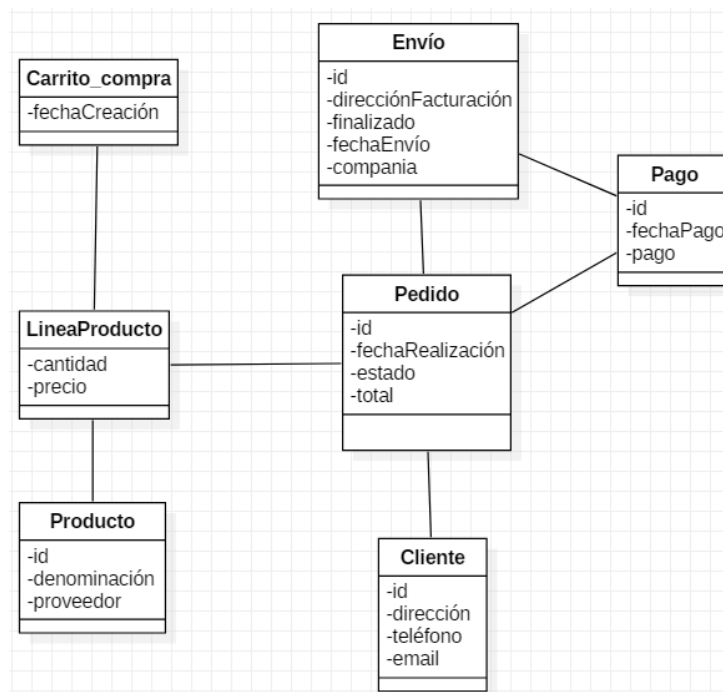 Carrito_compra
-fechaCreación
Envío
-id
-direcciónFacturación
-finalizado
-fechaEnvío
-compania
Pago
-id
-fechaPago
-pago
LineaProducto
-cantidad
-precio
Pedido
-id
-fechaRealización
-estado
-total
Producto
-id
-denominación
-proveedor
Cliente
-id
-dirección
-teléfono
-email